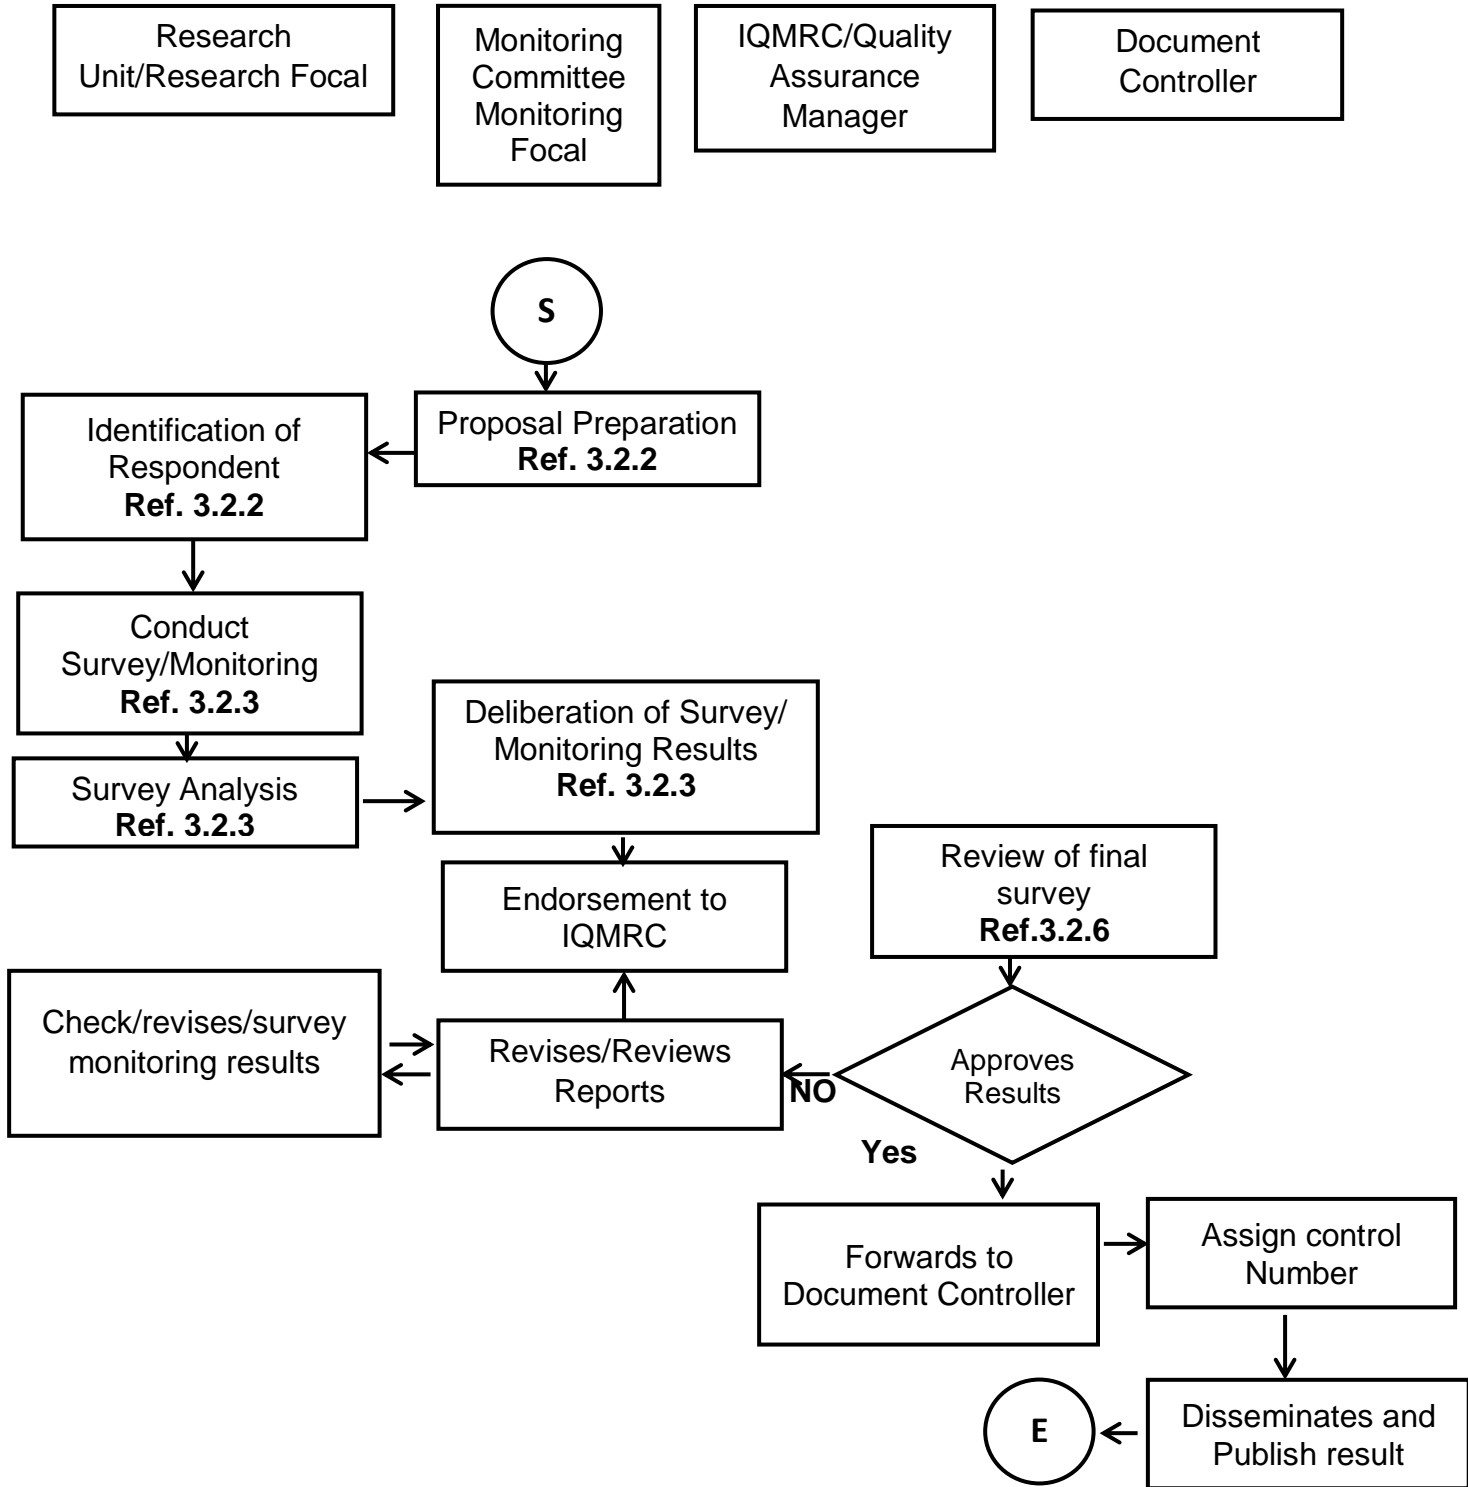 Research
Unit/Research Focal
Monitoring
Committee
Monitoring
Focal
IQMRC/Quality
Assurance
Manager
Document
Controller
S
Proposal Preparation
Ref. 3.2.2
Identification of
Respondent
Ref. 3.2.2
Conduct
Survey/Monitoring
Ref. 3.2.3
Survey Analysis
Ref. 3.2.3
Deliberation of Survey/
Monitoring Results
Ref. 3.2.3
Endorsement to
IQMRC
Review of final
survey
Ref.3.2.6
Check/revises/survey
monitoring results
Revises/Reviews
Reports
NO
Approves
Results
Yes
Forwards to
Document Controller
Assign control
Number
Disseminates and
Publish result
E